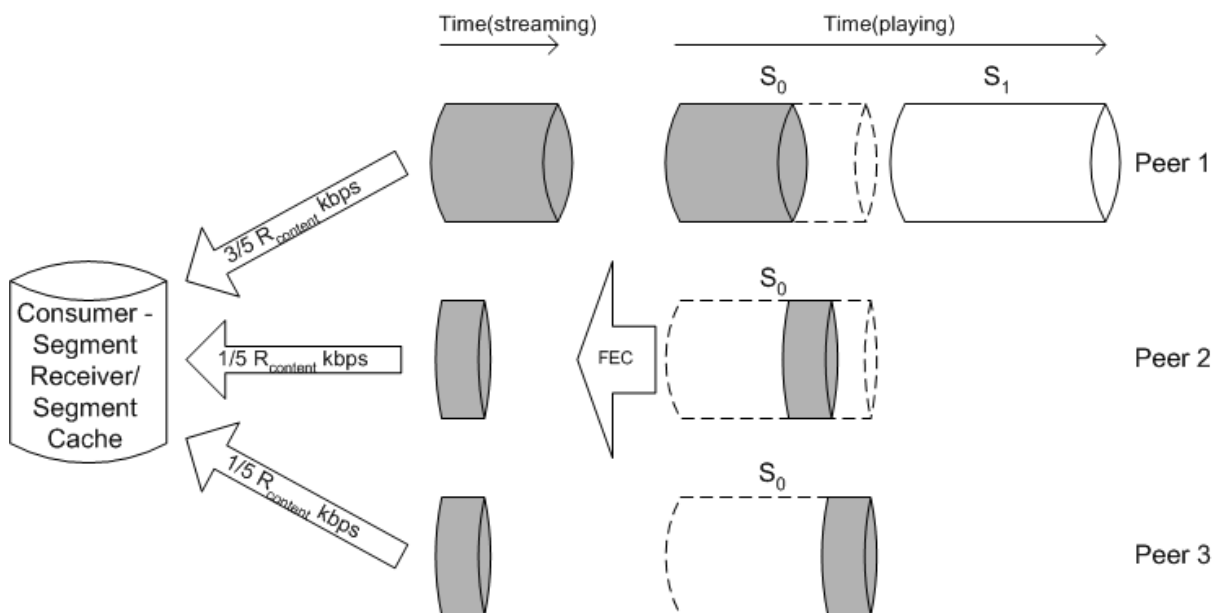 Time(streaming)
Time(playing)
S0
S1
Peer 1
3/5 Rcontent kbps
Consumer -
Segment
Receiver/
Segment
Cache
1/5 Rcontent kbps
FEC
S0
Peer 2
1/5 Rcontent kbps
S0
Peer 3